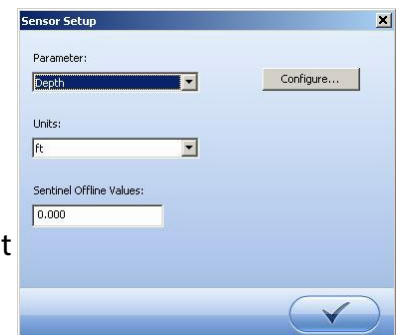 Sensor Setup
Parameter:
Depth
Configure...
Units:
ft
Sentinel Offline Values:
0.000
t